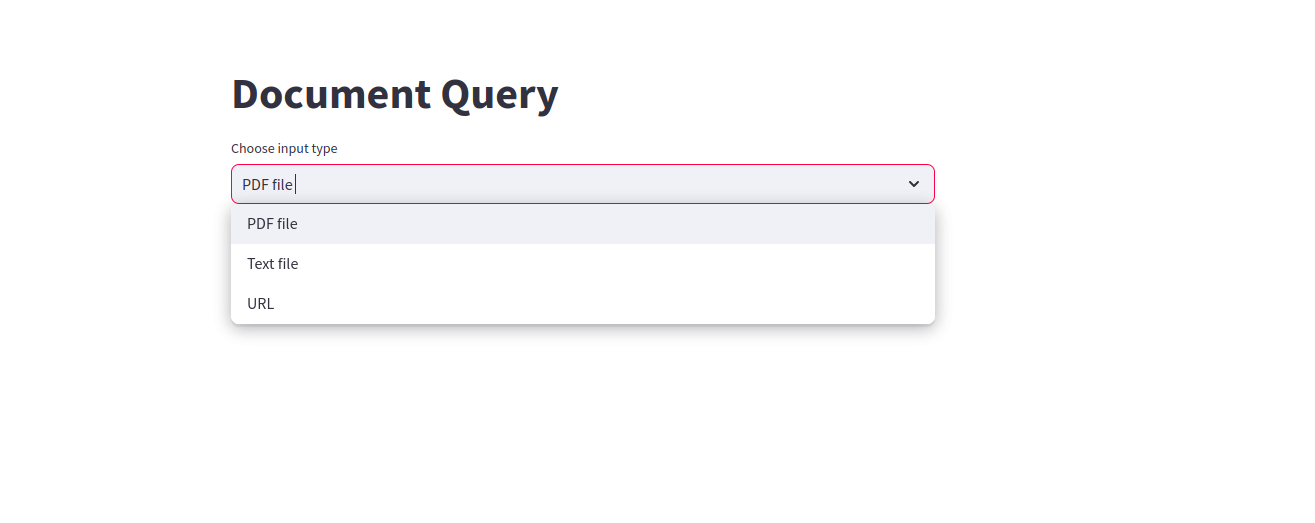 Document Query
Choose input type
PDF file
PDF file
Text file
URL